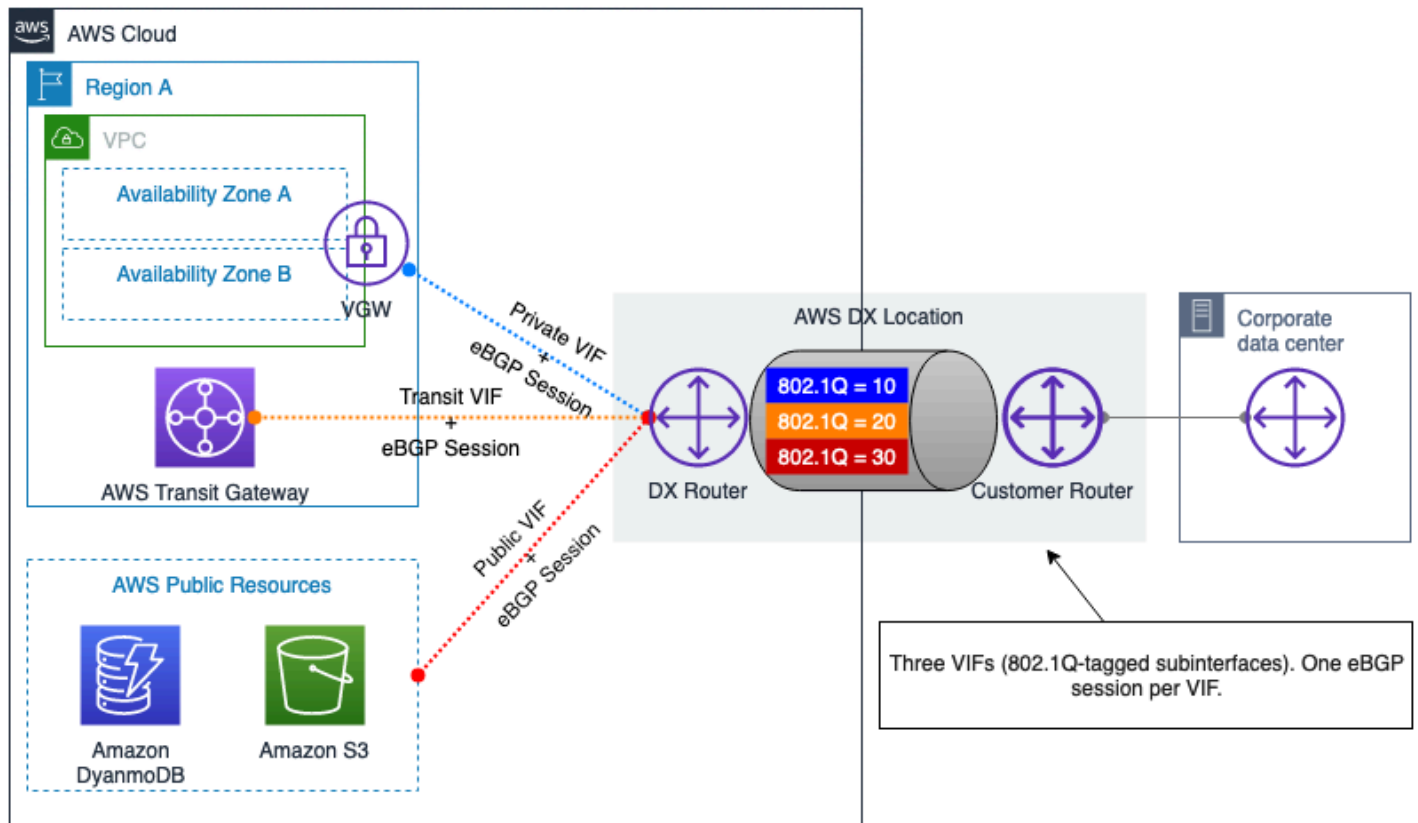 aws
AWS Cloud
Region A
VPC
Availability Zone A
Availability Zone B
VGW
Private VIF
+
eBGP Session
Transit VIF
+
eBGP Session
AWS Transit Gateway
Public VIF
+
eBGP Session
AWS Public Resources
Amazon
DyanmoDB
Amazon S3
AWS DX Location
802.1Q = 10
802.1Q = 20
802.1Q = 30
DX Router
Customer Router
Corporate
data center
Three VIFs (802.1Q-tagged subinterfaces). One eBGP
session per VIF.